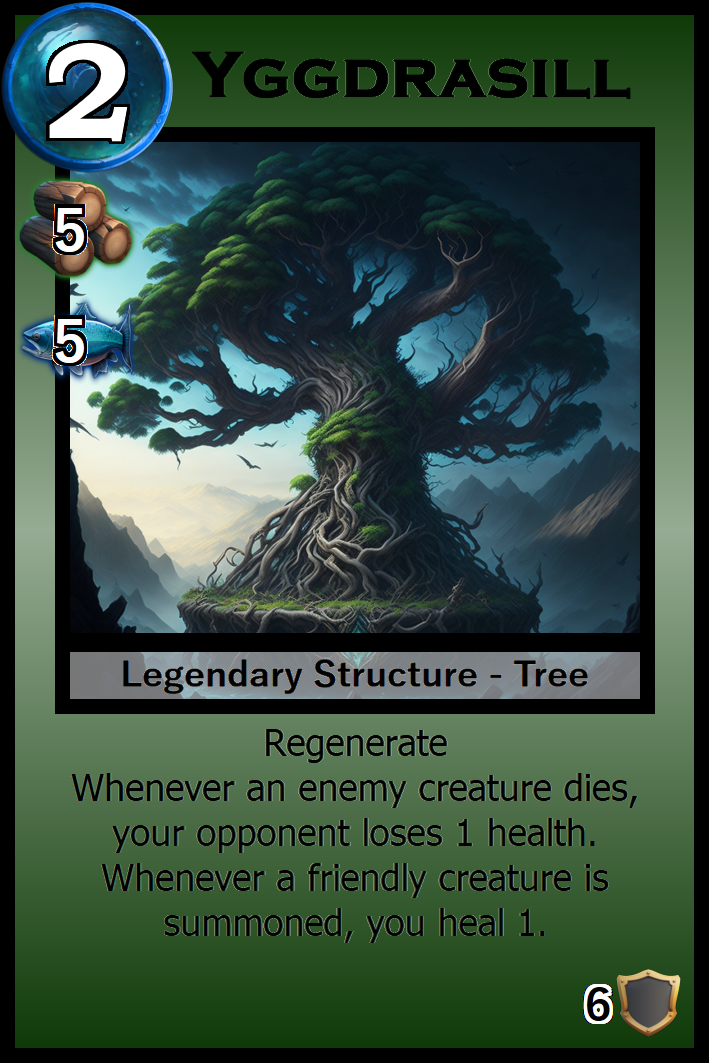 2
Yggdrasill
5
5
Legendary Structure - Tree
Regenerate
Whenever an enemy creature dies,
your opponent loses 1 health.
Whenever a friendly creature is
summoned, you heal 1.
6